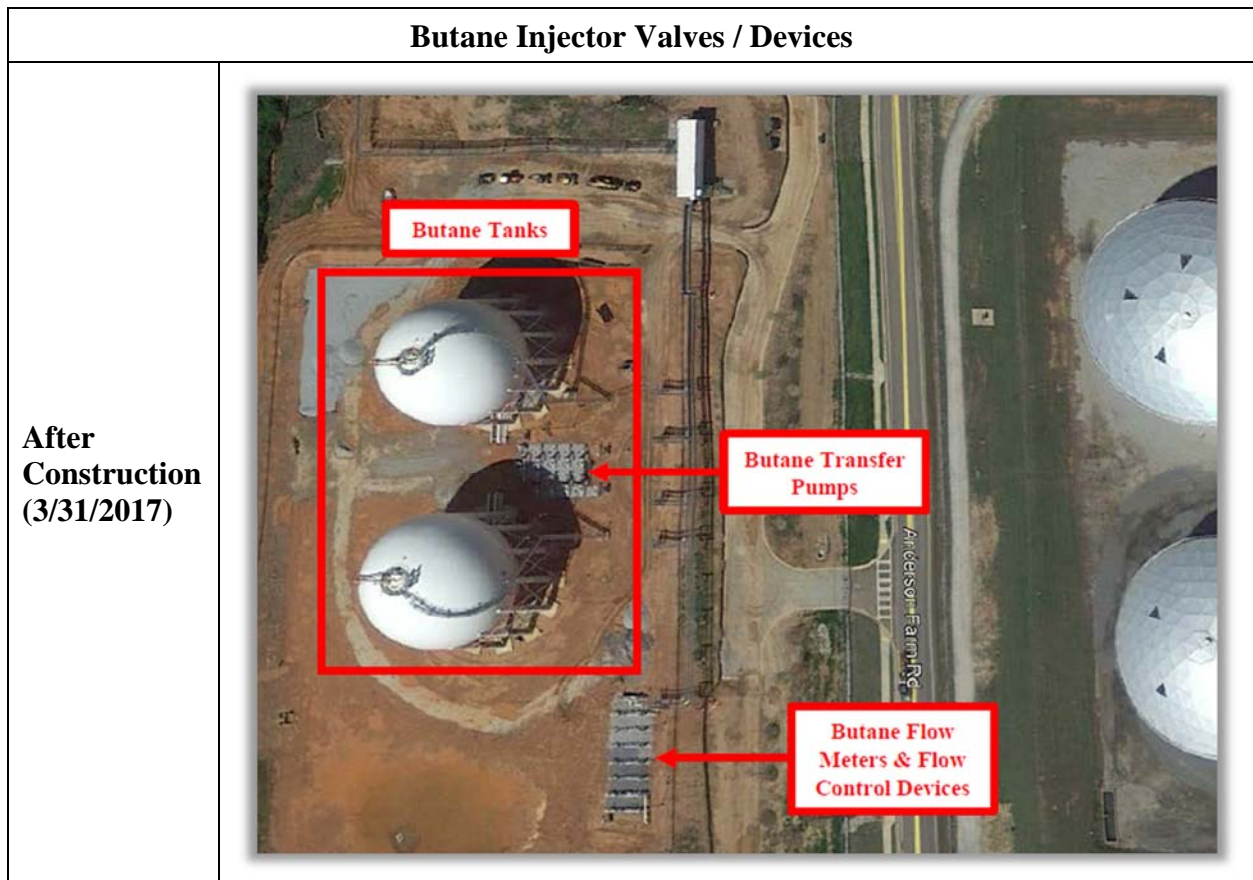 Butane Injector Valves / Devices
After
Construction
(3/31/2017)
Butane Tanks
Butane Transfer
Pumps
Anderson Farm Rd
Butane Flow
Meters & Flow
Control Devices